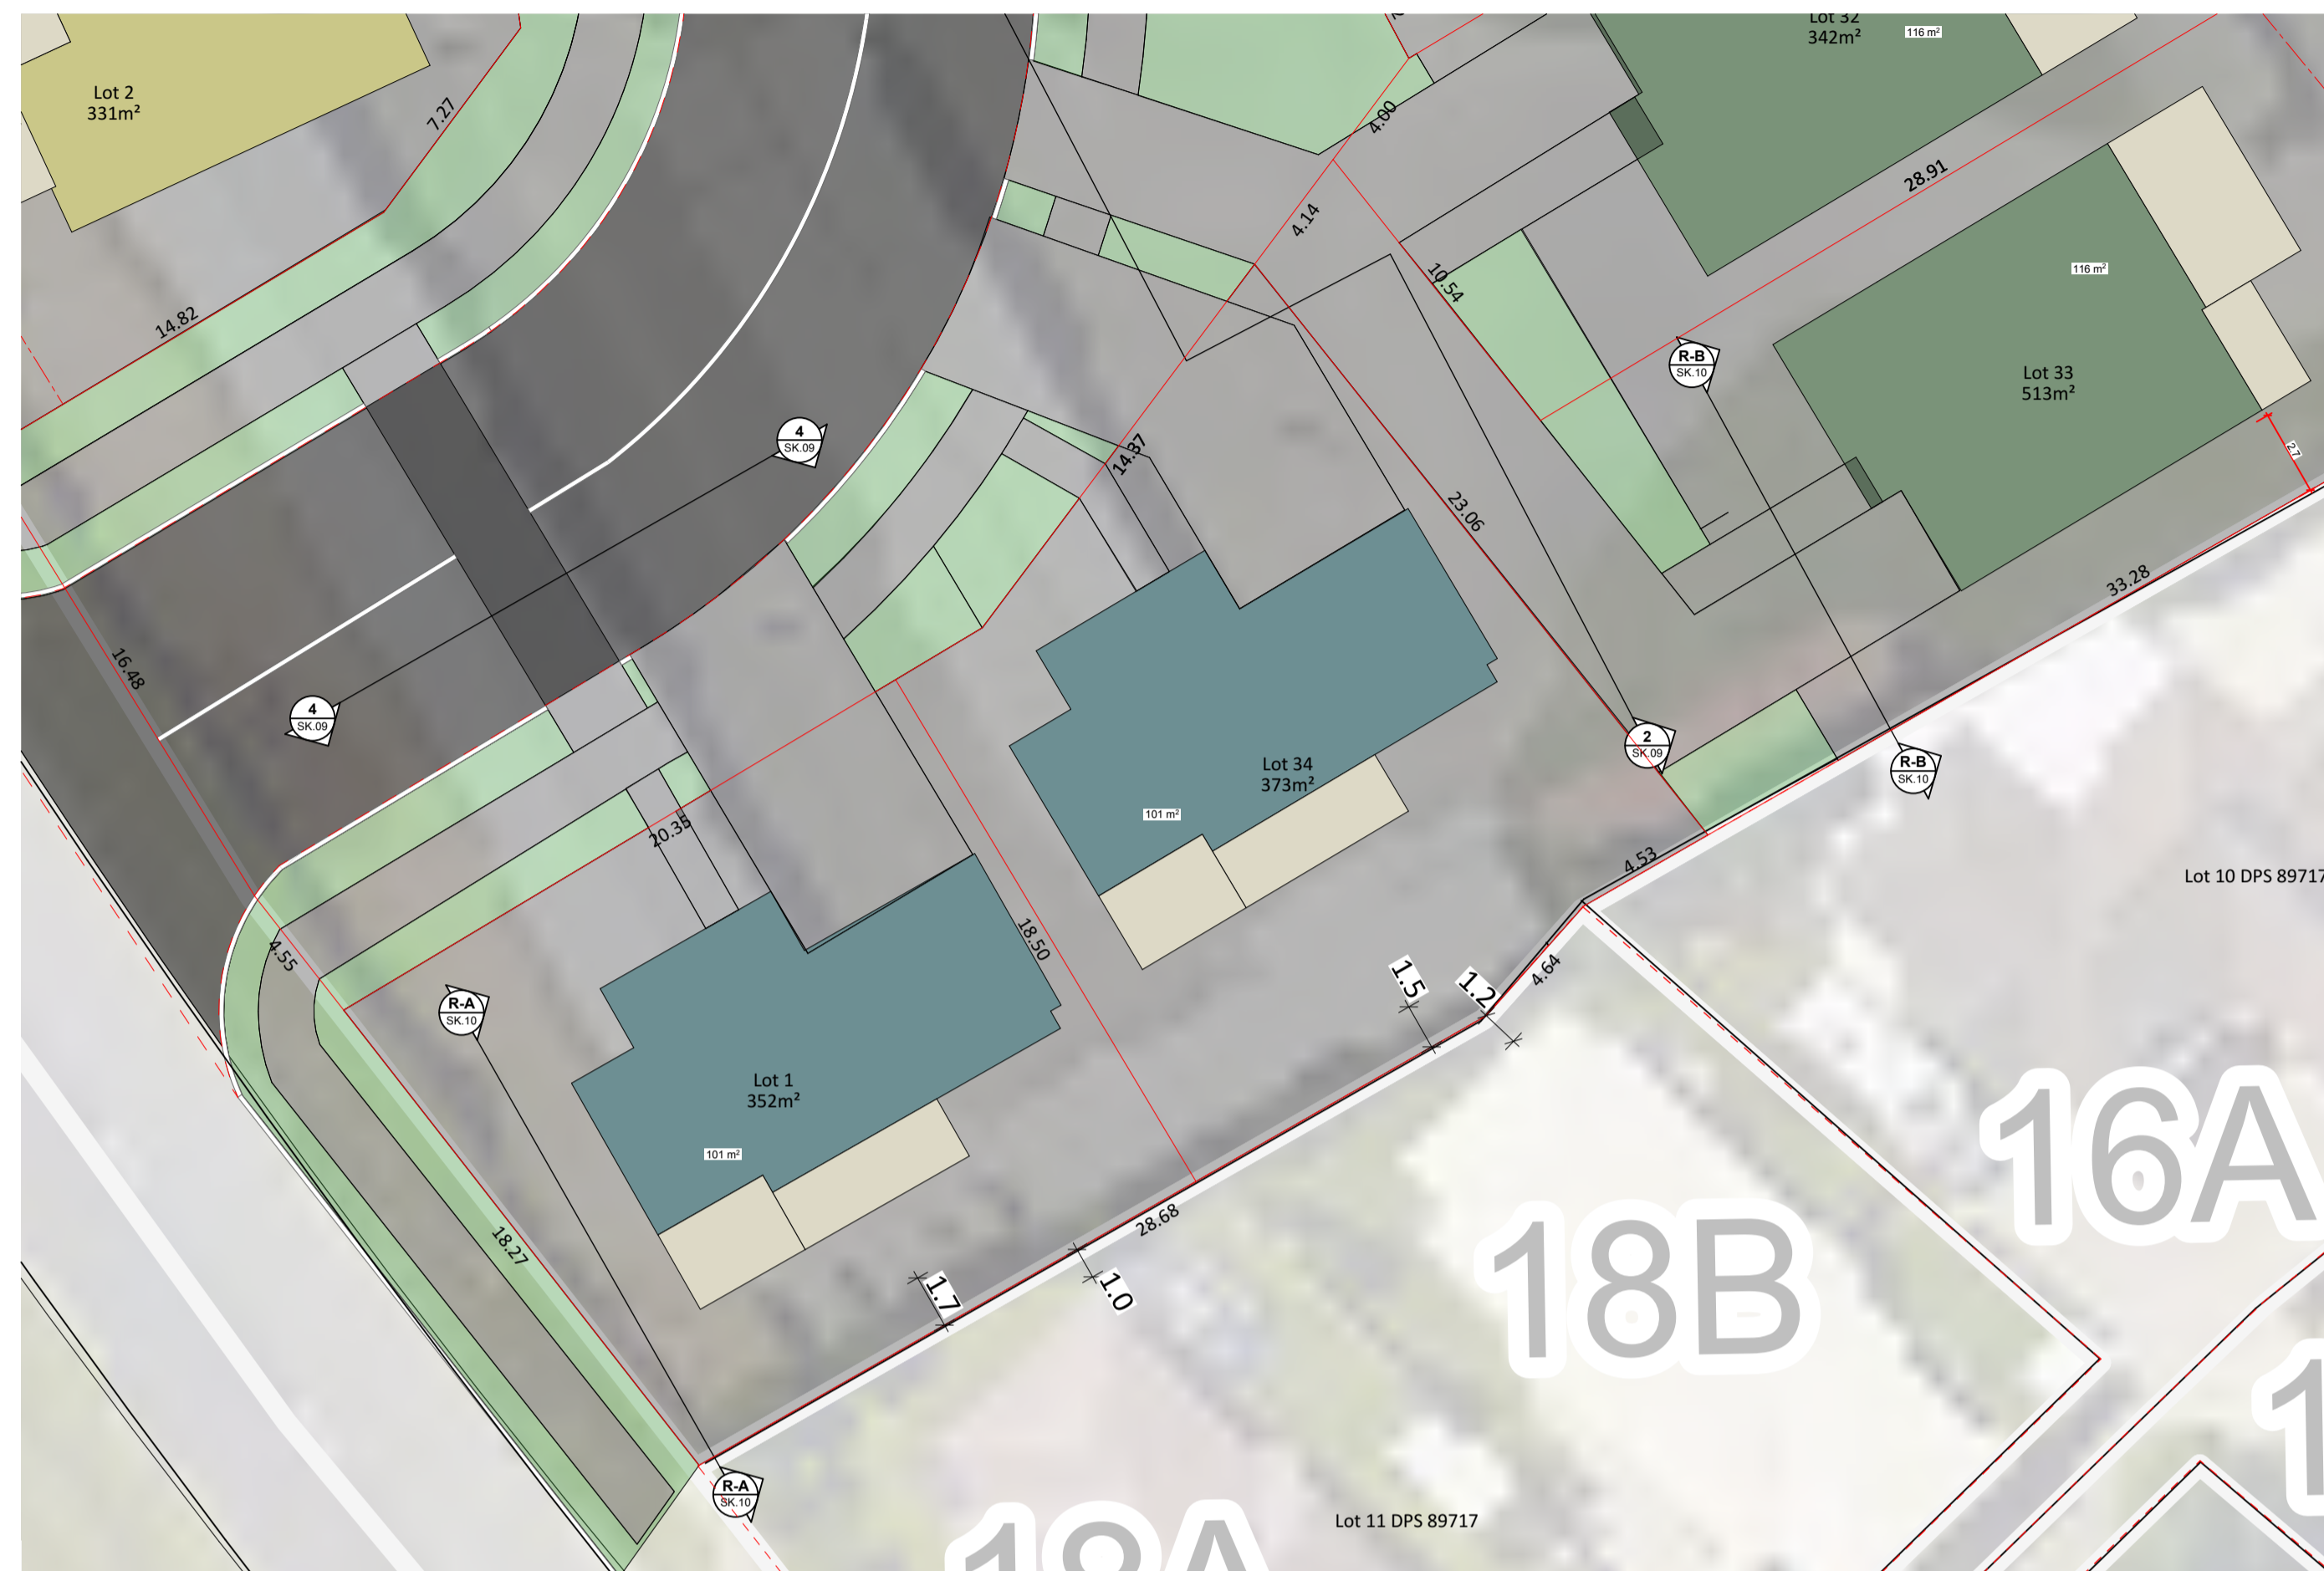 Lot 32
342m²
116 m²
Lot 2
331m²
7.27
4.00
28.91
4.14
116 m²
10.54
14.82
R-B
SK.10
Lot 33
513m²
4
SK.09
14.37
2.7
23.06
33.28
16.48
4
SK.09
2
SK.09
R-B
SK.10
Lot 34
373m²
101 m²
20.35
4.53
Lot 10 DPS 89717
18.50
4.55
1.5
1.2
4.64
R-A
SK.10
Lot 1
352m²
101 m²
16A
28.68
18.27
18B
1.7
1.0
R-A
SK.10
Lot 11 DPS 89717